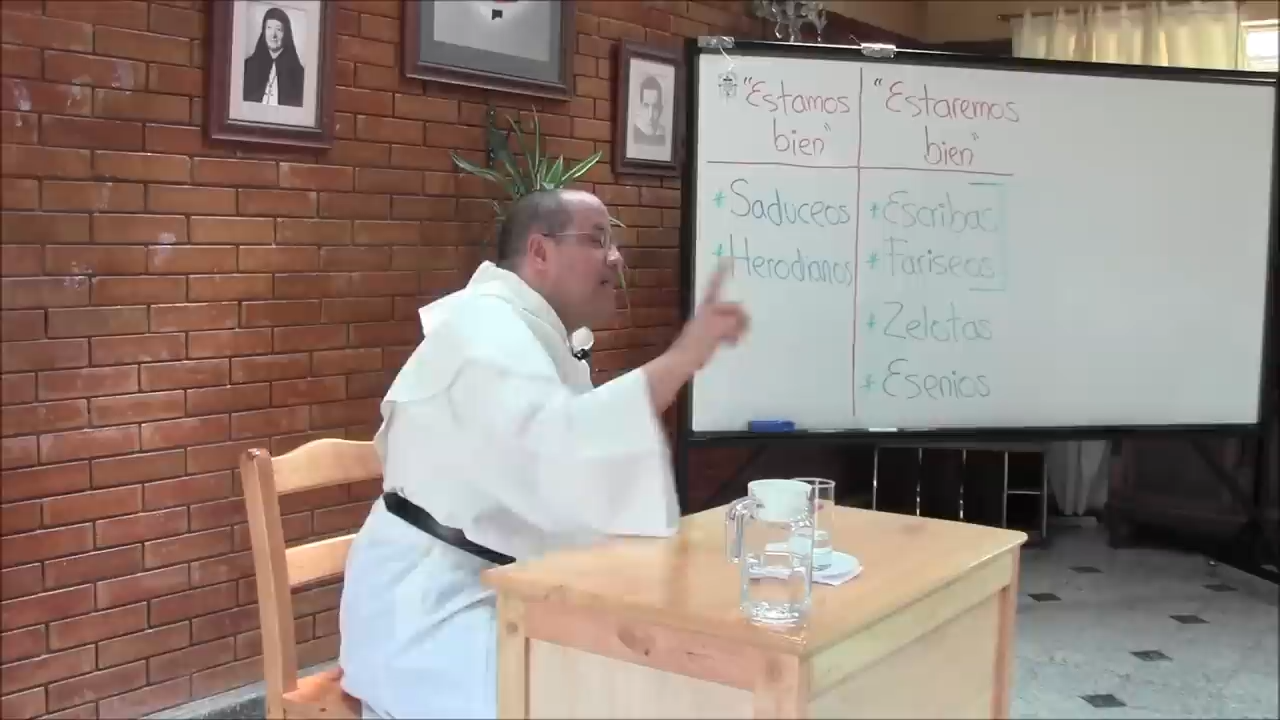 "Estamos
bien"
* Saduceos
* Herodianos
"Estaremos
bien"
* Escribas
* Fariseos
* Zelotas
* Esenios